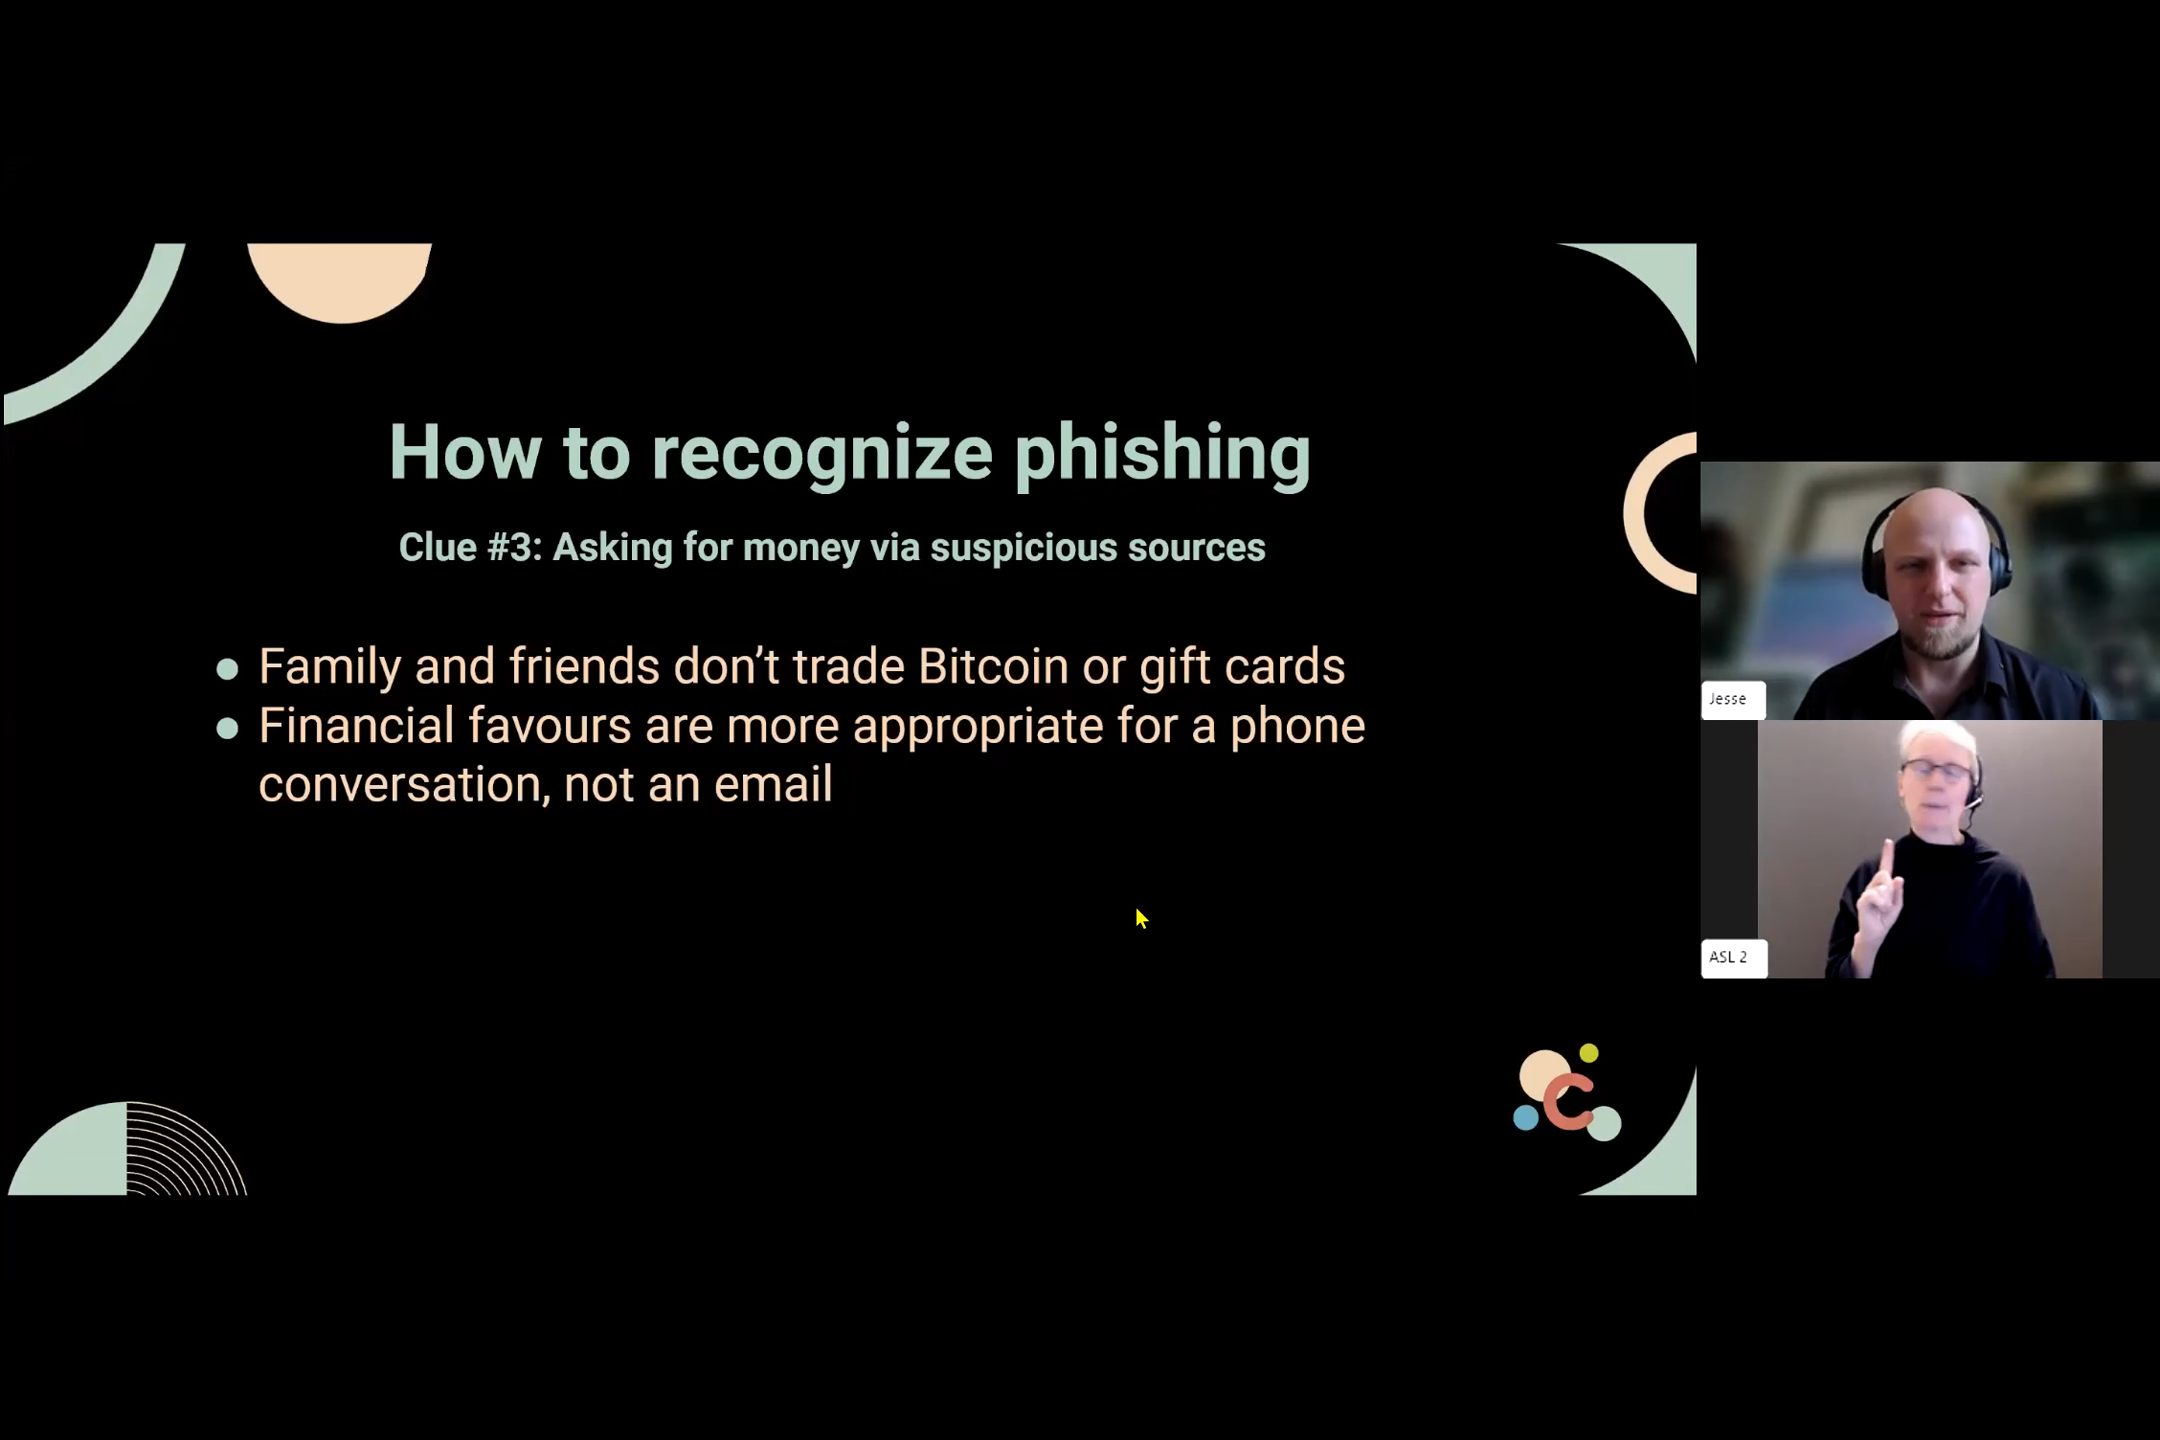 How to recognize phishing
Clue #3: Asking for money via suspicious sources
● Family and friends don’t trade Bitcoin or gift cards
● Financial favours are more appropriate for a phone
conversation, not an email
Jesse
ASL 2
C